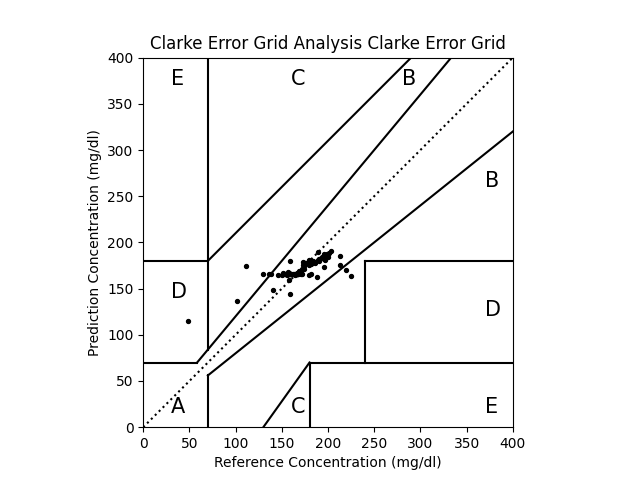 Clarke Error Grid Analysis Clarke Error Grid
Prediction Concentration (mg/dl)
400
350
300
250
200
150
100
50
0
E
C
B
B
D
D
A
C
E
0 50 100 150 200 250 300 350 400
Reference Concentration (mg/dl)